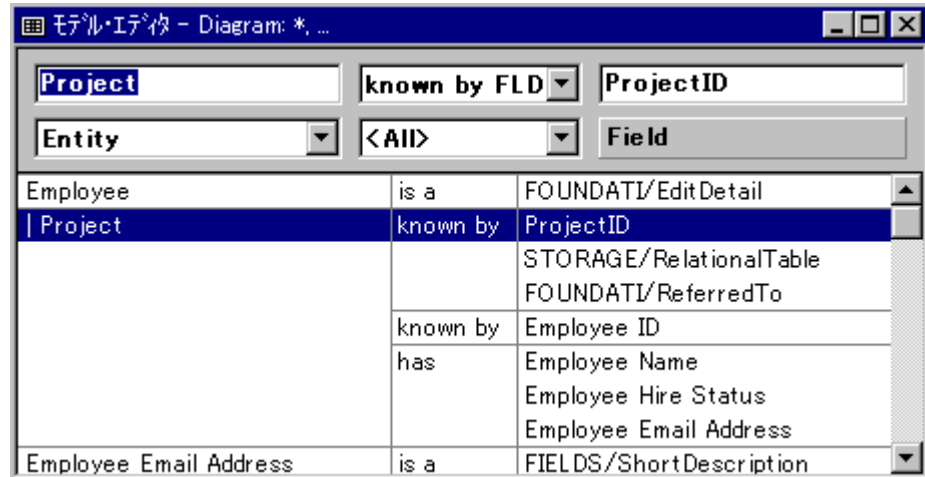 ﾓﾃﾞﾙ･ｴﾃﾞｨﾀ - Diagram: *, ...
Project known by FLD ProjectID
Entity <All> Field
Employee is a FOUNDATI/EditDetail
| Project known by ProjectID
STORAGE/RelationalTable
FOUNDATI/ReferredTo
known by Employee ID
has Employee Name
Employee Hire Status
Employee Email Address
Employee Email Address is a FIELDS/ShortDescription